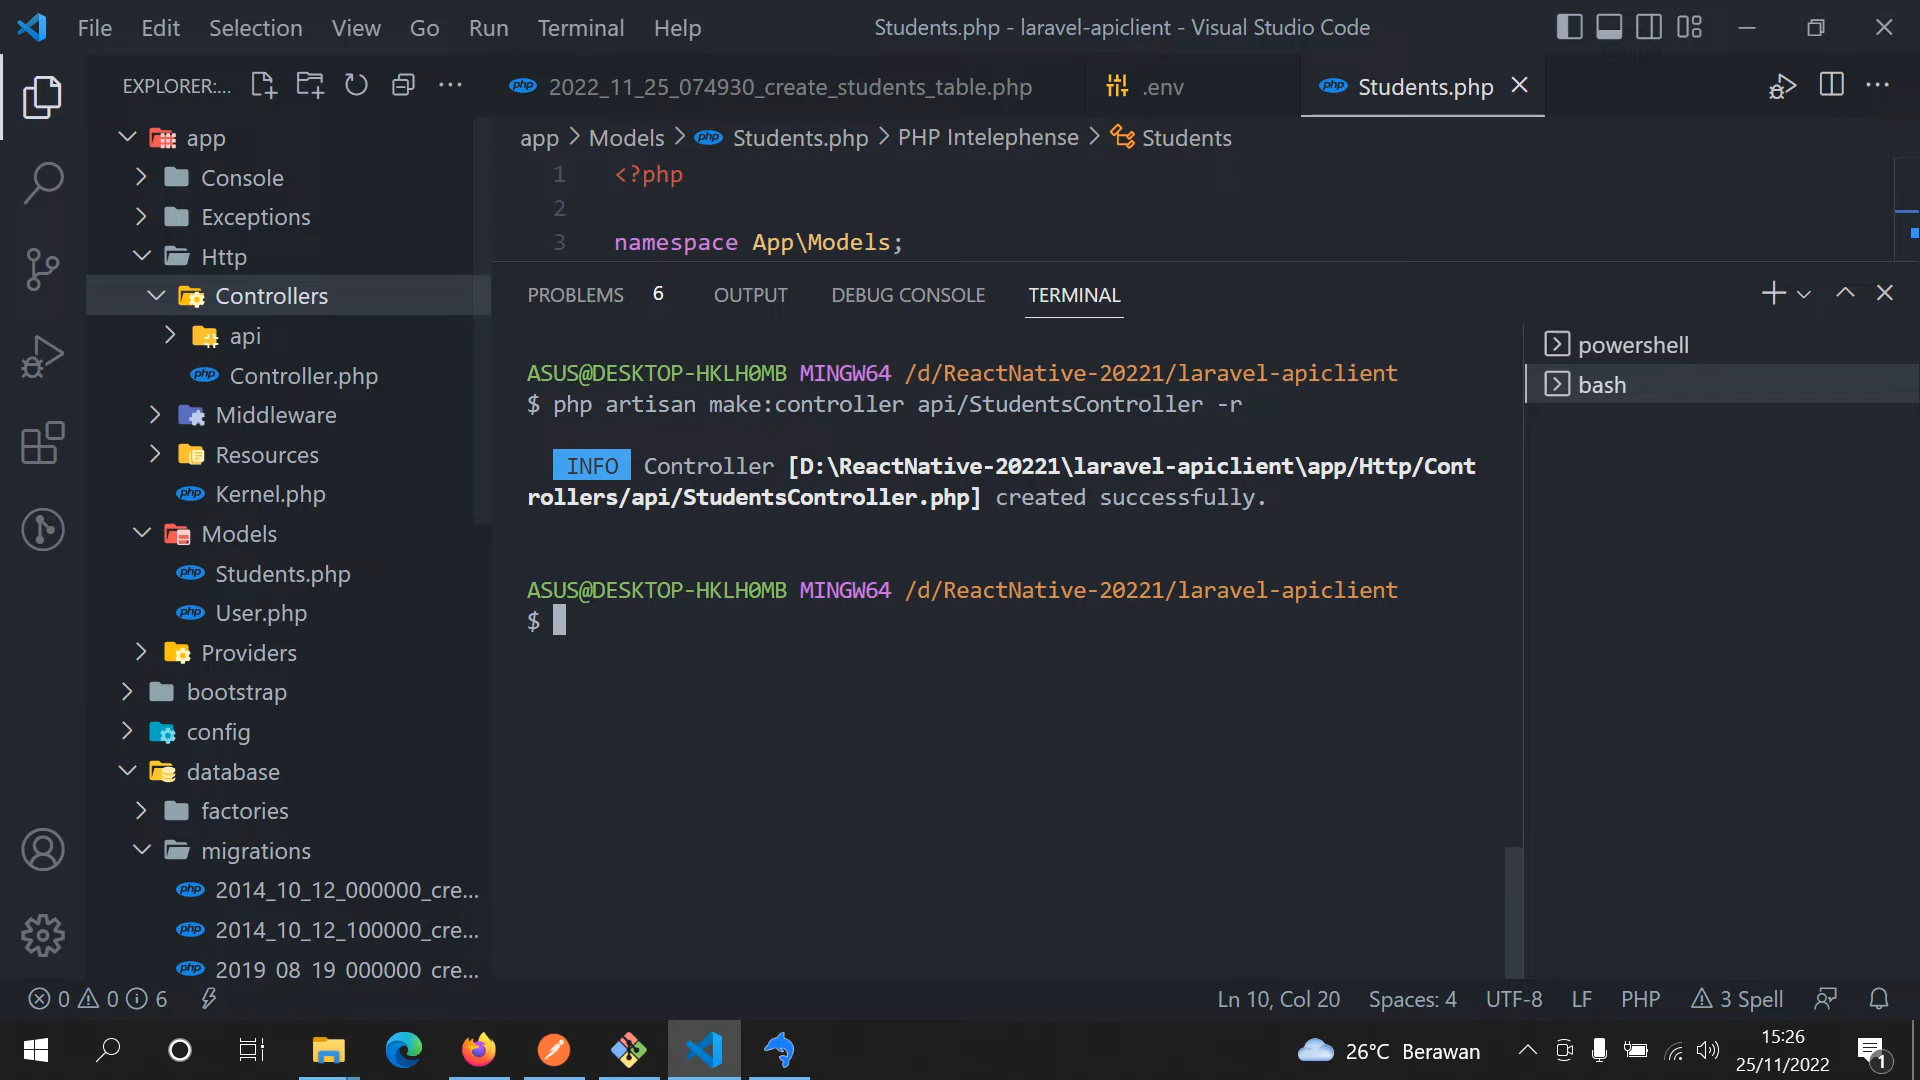 File Edit Selection View Go Run Terminal Help
Students.php - laravel-apiclient - Visual Studio Code
EXPLORER:...
2022_11_25_074930_create_students_table.php
.env
Students.php
app
Console
Exceptions
Http
Controllers
api
Controller.php
Middleware
Resources
Kernel.php
Models
Students.php
User.php
Providers
bootstrap
config
database
factories
migrations
2014_10_12_000000_cre...
2014_10_12_100000_cre...
2019_08_19_000000_cre...
app > Models > Students.php > PHP Intelephense > Students
1 <?php
2
3 namespace App\Models;
PROBLEMS 6 OUTPUT DEBUG CONSOLE TERMINAL
ASUS@DESKTOP-HKLH0MB MINGW64 /d/ReactNative-20221/laravel-apiclient
$ php artisan make:controller api/StudentsController -r
INFO Controller [D:\ReactNative-20221\laravel-apiclient\app/Http/Cont
rollers/api/StudentsController.php] created successfully.
ASUS@DESKTOP-HKLH0MB MINGW64 /d/ReactNative-20221/laravel-apiclient
$
powershell
bash
0 0 6
Ln 10, Col 20 Spaces: 4 UTF-8 LF PHP 3 Spell
26°C Berawan
15:26
25/11/2022
1